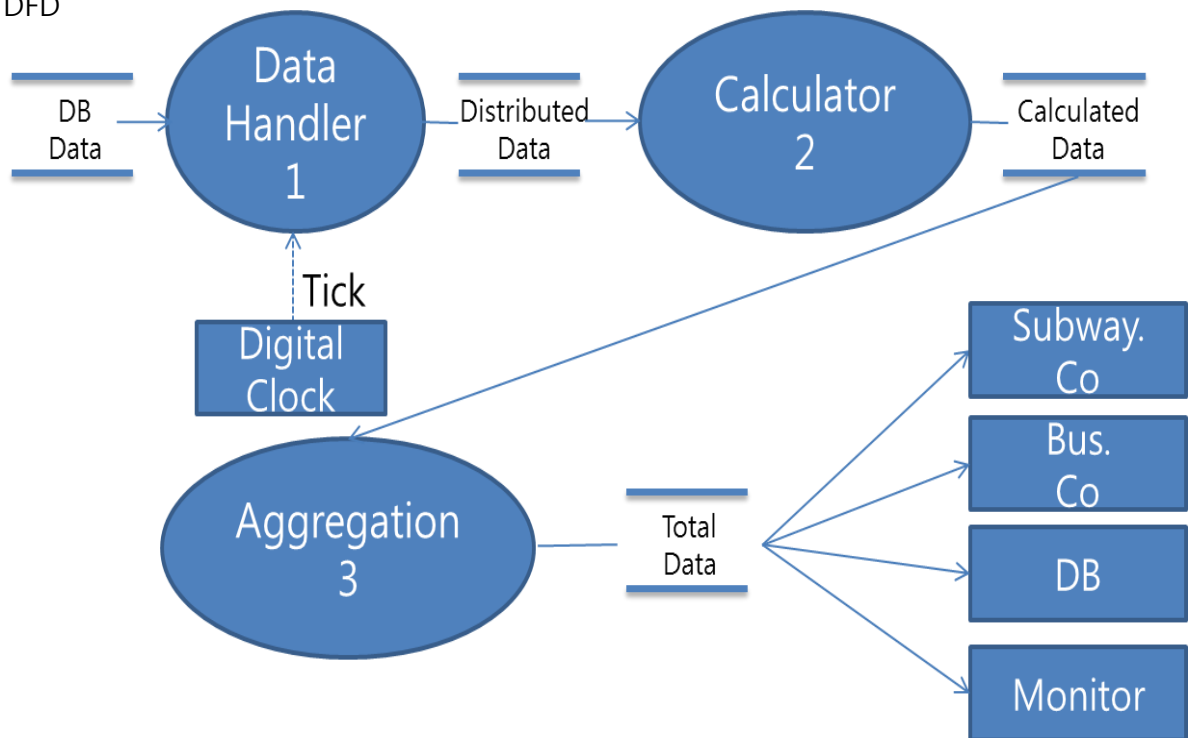 DFD
DB
Data
Data
Handler
1
Distributed
Data
Calculator
2
Calculated
Data
Tick
Digital
Clock
Aggregation
3
Total
Data
Subway.
Co
Bus.
Co
DB
Monitor